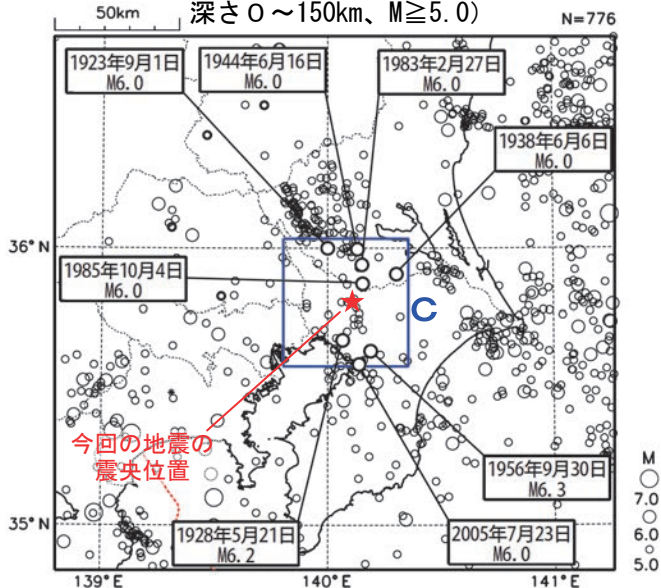 深さ０～150km、M≧5.0）
50km
N=776
1923年9月1日
M6.0
1944年6月16日
M6.0
1983年2月27日
M6.0
1938年6月6日
M6.0
36°N
1985年10月4日
M6.0
C
今回の地震の
震央位置
1956年9月30日
M6.3
35°N
1928年5月21日
M6.2
2005年7月23日
M6.0
M
7.0
6.0
5.0
139°E
140°E
141°E